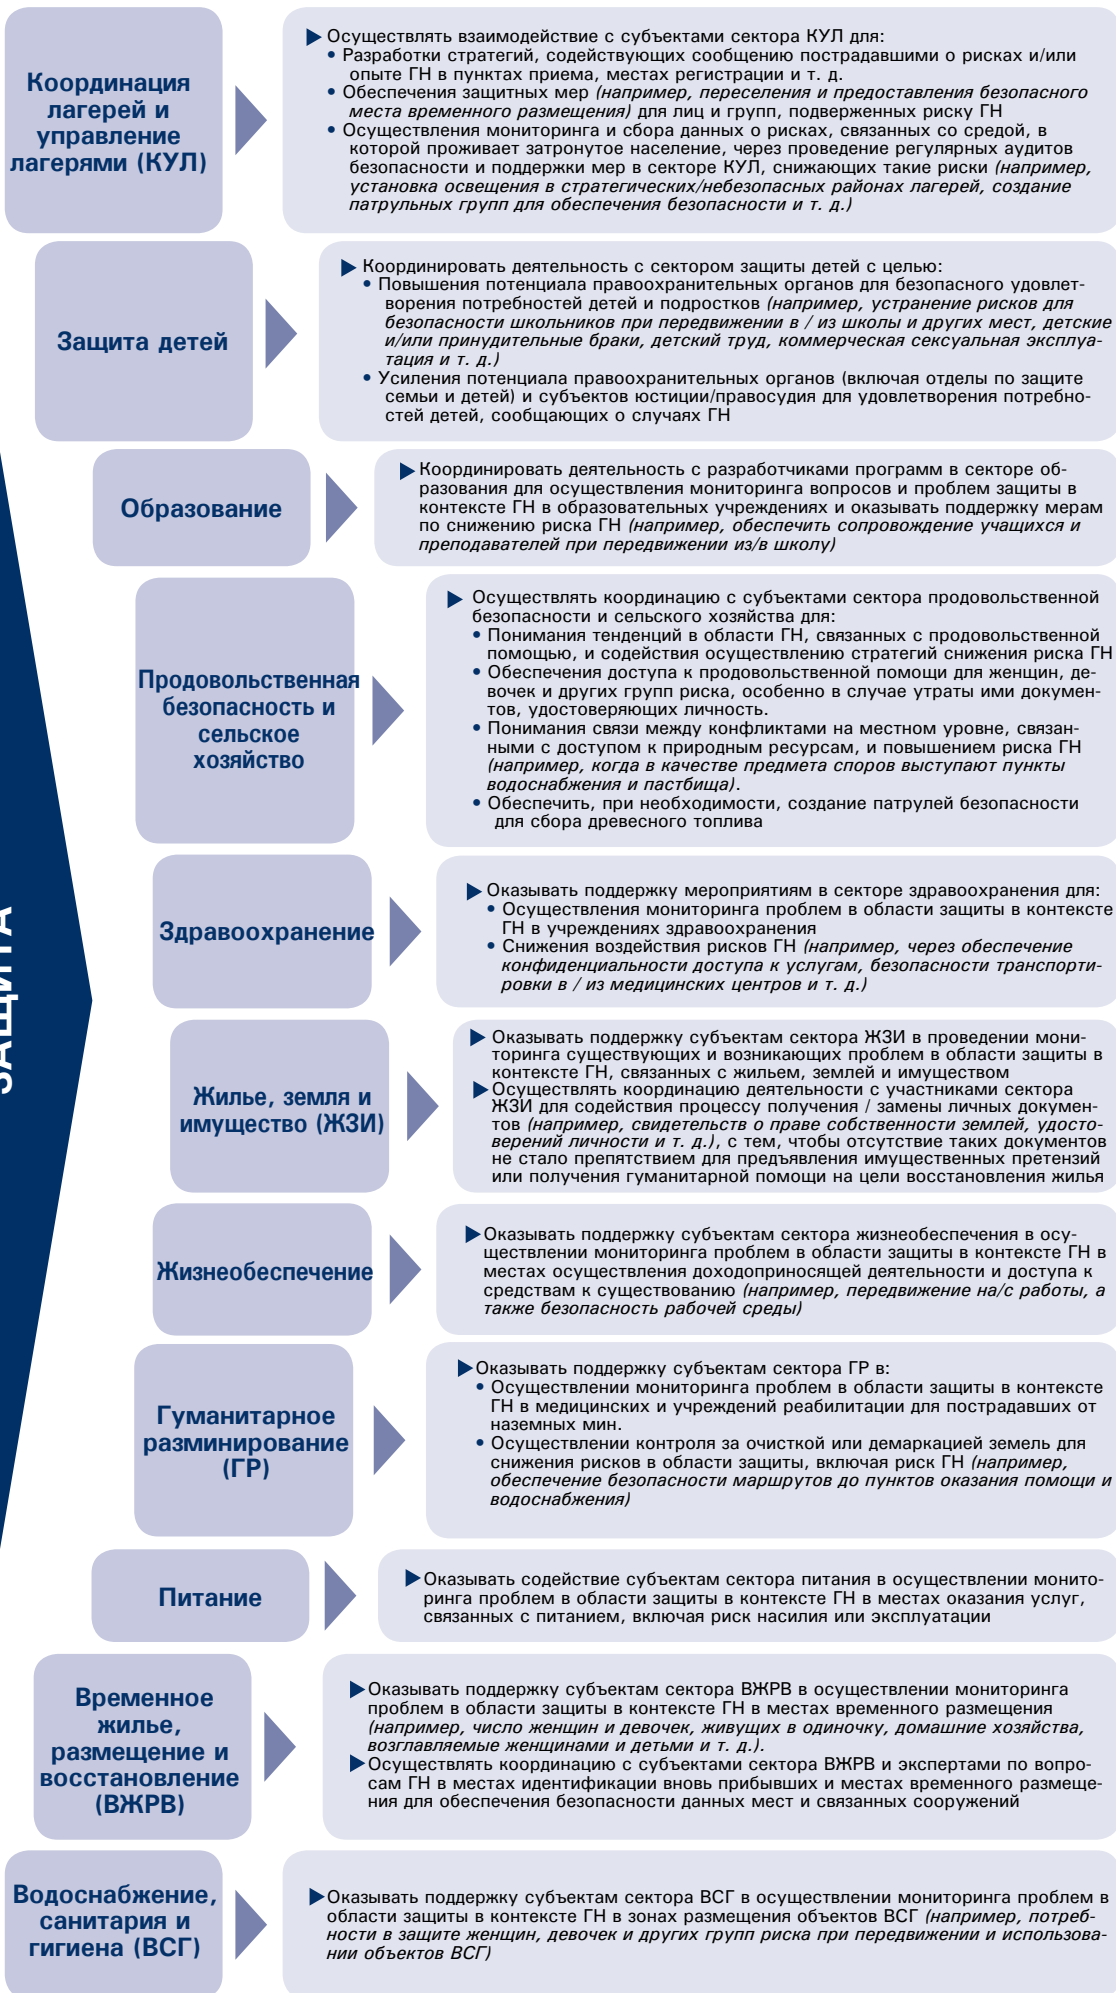 Координация
лагерей и
управление
лагерями (КУЛ)
Осуществлять взаимодействие с субъектами сектора КУЛ для:
• Разработки стратегий, содействующих сообщению пострадавшими о рисках и/или
опыте ГН в пунктах приема, местах регистрации и т. д.
• Обеспечения защитных мер (например, переселения и предоставления безопасного
места временного размещения) для лиц и групп, подверженных риску ГН
• Осуществления мониторинга и сбора данных о рисках, связанных со средой, в
которой проживает затронутое население, через проведение регулярных аудитов
безопасности и поддержки мер в секторе КУЛ, снижающих такие риски (например,
установка освещения в стратегических/небезопасных районах лагерей, создание
патрульных групп для обеспечения безопасности и т. д.)
Защита детей
Координировать деятельность с сектором защиты детей с целью:
• Повышения потенциала правоохранительных органов для безопасного удовлет-
ворения потребностей детей и подростков (например, устранение рисков для
безопасности школьников при передвижении в / из школы и других мест, детские
и/или принудительные браки, детский труд, коммерческая сексуальная эксплуа-
тация и т. д.)
• Усиления потенциала правоохранительных органов (включая отделы по защите
семьи и детей) и субъектов юстиции/правосудия для удовлетворения потребно-
стей детей, сообщающих о случаях ГН
Образование
Координировать деятельность с разработчиками программ в секторе об-
разования для осуществления мониторинга вопросов и проблем защиты в
контексте ГН в образовательных учреждениях и оказывать поддержку мерам
по снижению риска ГН (например, обеспечить сопровождение учащихся и
преподавателей при передвижении из/в школу)
Продовольственная
безопасность и
сельское
хозяйство
Осуществлять координацию с субъектами сектора продовольственной
безопасности и сельского хозяйства для:
• Понимания тенденций в области ГН, связанных с продовольственной
помощью, и содействия осуществлению стратегий снижения риска ГН
• Обеспечения доступа к продовольственной помощи для женщин, де-
вочек и других групп риска, особенно в случае утраты ими докумен-
тов, удостоверяющих личность.
• Понимания связи между конфликтами на местном уровне, связан-
ными с доступом к природным ресурсам, и повышением риска ГН
(например, когда в качестве предмета споров выступают пункты
водоснабжения и пастбища).
• Обеспечить, при необходимости, создание патрулей безопасности
для сбора древесного топлива
ЗАЩИТА
Здравоохранение
Оказывать поддержку мероприятиям в секторе здравоохранения для:
• Осуществления мониторинга проблем в области защиты в контексте
ГН в учреждениях здравоохранения
• Снижения воздействия рисков ГН (например, через обеспечение
конфиденциальности доступа к услугам, безопасности транспорти-
ровки в / из медицинских центров и т. д.)
Жилье, земля и
имущество (ЖЗИ)
Оказывать поддержку субъектам сектора ЖЗИ в проведении мони-
торинга существующих и возникающих проблем в области защиты в
контексте ГН, связанных с жильем, землей и имуществом
Осуществлять координацию деятельности с участниками сектора
ЖЗИ для содействия процессу получения / замены личных докумен-
тов (например, свидетельств о праве собственности землей, удосто-
верений личности и т. д.), с тем, чтобы отсутствие таких документов
не стало препятствием для предъявления имущественных претензий
или получения гуманитарной помощи на цели восстановления жилья
Жизнеобеспечение
Оказывать поддержку субъектам сектора жизнеобеспечения в осу-
ществлении мониторинга проблем в области защиты в контексте ГН в
местах осуществления доходоприносящей деятельности и доступа к
средствам к существованию (например, передвижение на/с работы, а
также безопасность рабочей среды)
Гуманитарное
разминирование
(ГР)
Оказывать поддержку субъектам сектора ГР в:
• Осуществлении мониторинга проблем в области защиты в контексте
ГН в медицинских и учреждений реабилитации для пострадавших от
наземных мин.
• Осуществлении контроля за очисткой или демаркацией земель для
снижения рисков в области защиты, включая риск ГН (например,
обеспечение безопасности маршрутов до пунктов оказания помощи и
водоснабжения)
Питание
Оказывать содействие субъектам сектора питания в осуществлении монито-
ринга проблем в области защиты в контексте ГН в местах оказания услуг,
связанных с питанием, включая риск насилия или эксплуатации
Временное
жилье,
размещение и
восстановление
(ВЖРВ)
Оказывать поддержку субъектам сектора ВЖРВ в осуществлении мониторинга
проблем в области защиты в контексте ГН в местах временного размещения
(например, число женщин и девочек, живущих в одиночку, домашние хозяйства,
возглавляемые женщинами и детьми и т. д.).
Осуществлять координацию с субъектами сектора ВЖРВ и экспертами по вопро-
сам ГН в местах идентификации вновь прибывших и местах временного размеще-
ния для обеспечения безопасности данных мест и связанных сооружений
Водоснабжение,
санитария и
гигиена (ВСГ)
Оказывать поддержку субъектам сектора ВСГ в осуществлении мониторинга проблем в
области защиты в контексте ГН в зонах размещения объектов ВСГ (например, потреб-
ности в защите женщин, девочек и других групп риска при передвижении и использова-
нии объектов ВСГ)